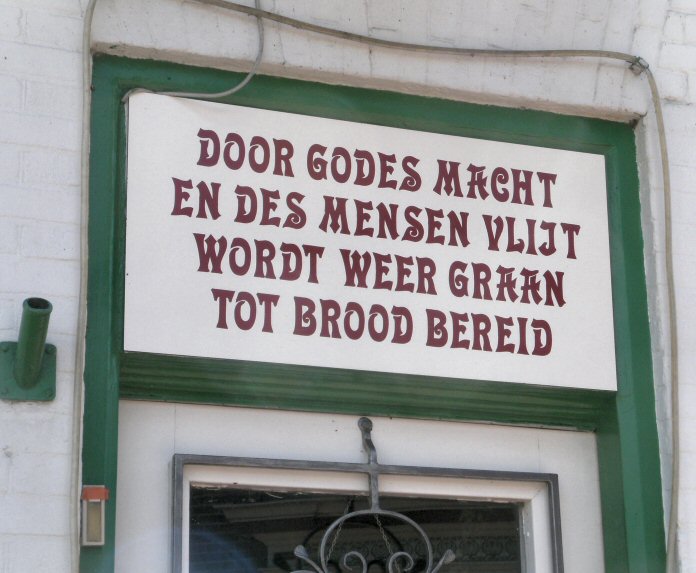 DOOR GODES MACHT
EN DES MENSEN VLIJT
WORDT WEER GRAAN
TOT BROOD BEREID